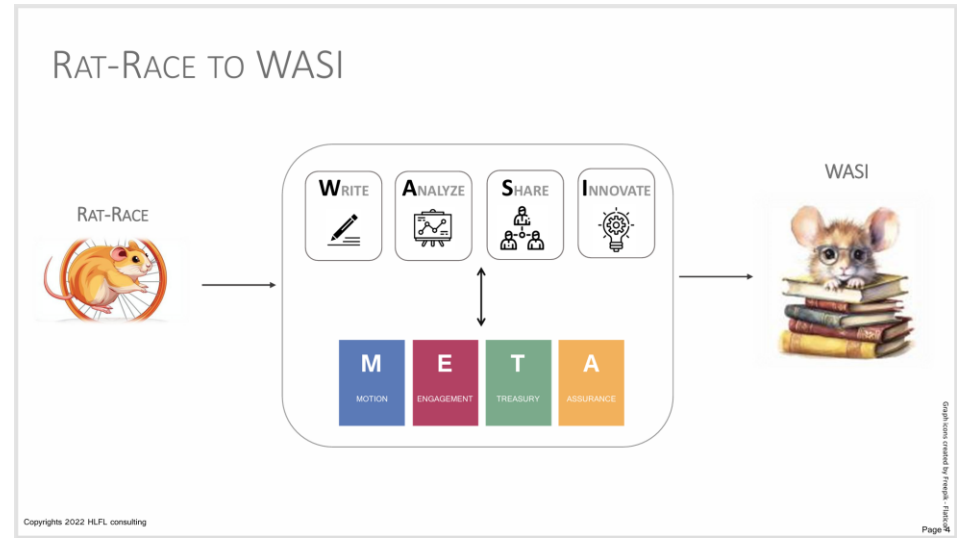 RAT-RACE TO WASI
RAT-RACE
WRITE
ANALYZE
SHARE
INNOVATE
M
MOTION
E
ENGAGEMENT
T
TREASURY
A
ASSURANCE
WASI
Graph icons created by Freepik - Flaticon
Copyrights 2022 HLFL consulting
Page 4